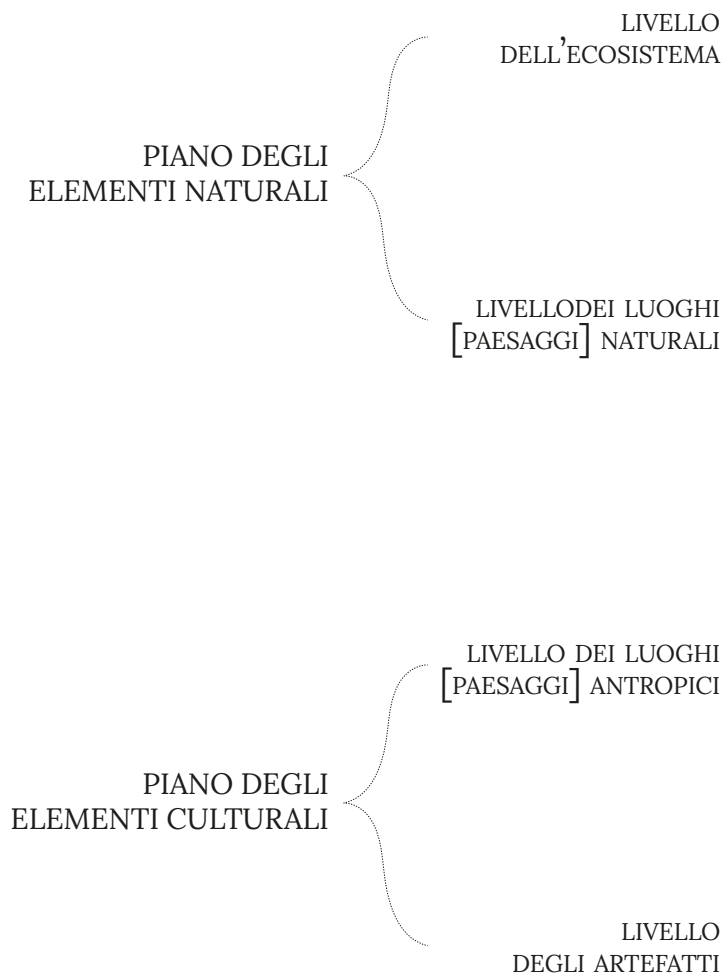 LIVELLO
DELL'ECOSISTEMA
PIANO DEGLI
ELEMENTI NATURALI
LIVELLODEI LUOGHI
[PAESAGGI] NATURALI
LIVELLO DEI LUOGHI
[PAESAGGI] ANTROPICI
PIANO DEGLI
ELEMENTI CULTURALI
LIVELLO
DEGLI ARTEFATTI